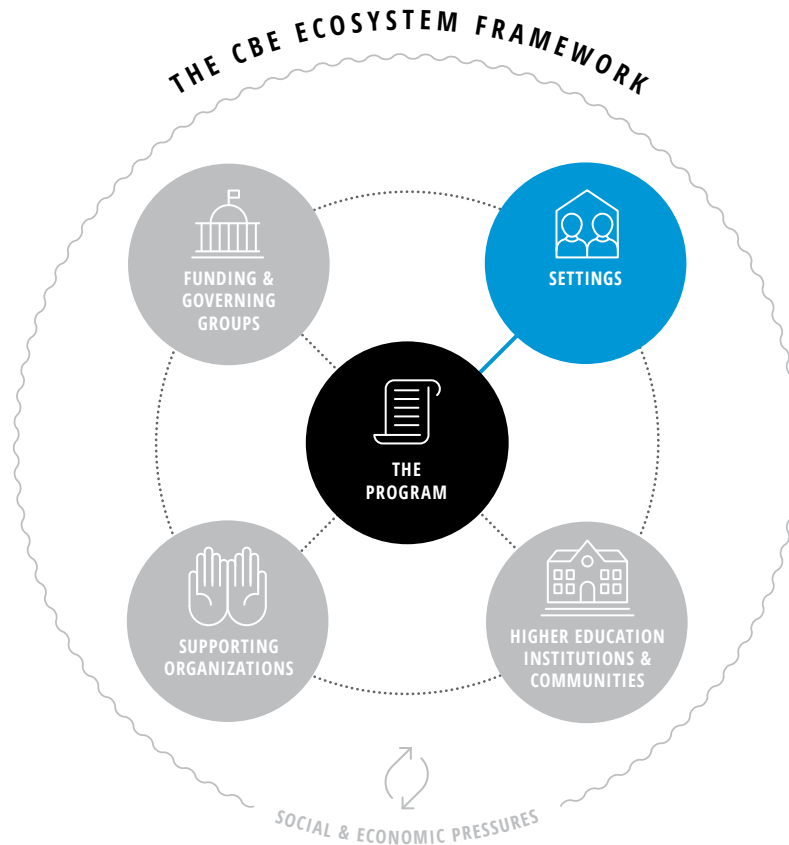 THE CBE ECOSYSTEM FRAMEWORK
FUNDING &
GOVERNING
GROUPS
SETTINGS
THE
PROGRAM
SUPPORTING
ORGANIZATIONS
HIGHER EDUCATION
INSTITUTIONS &
COMMUNITIES
SOCIAL & ECONOMIC PRESSURES